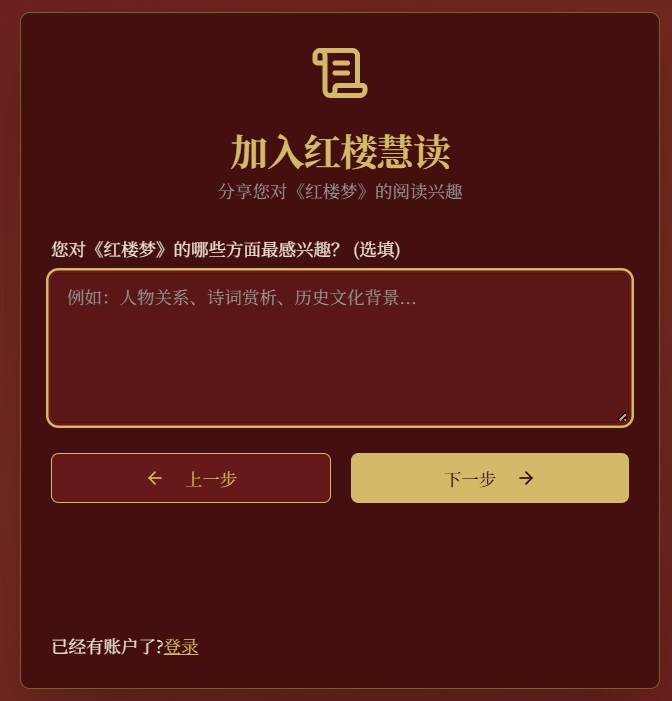 加入红楼慧读
分享您对《红楼梦》的阅读兴趣
您对《红楼梦》的哪些方面最感兴趣？（选填）
例如：人物关系、诗词赏析、历史文化背景...
← 上一步
下一步 →
已经有账户了?登录